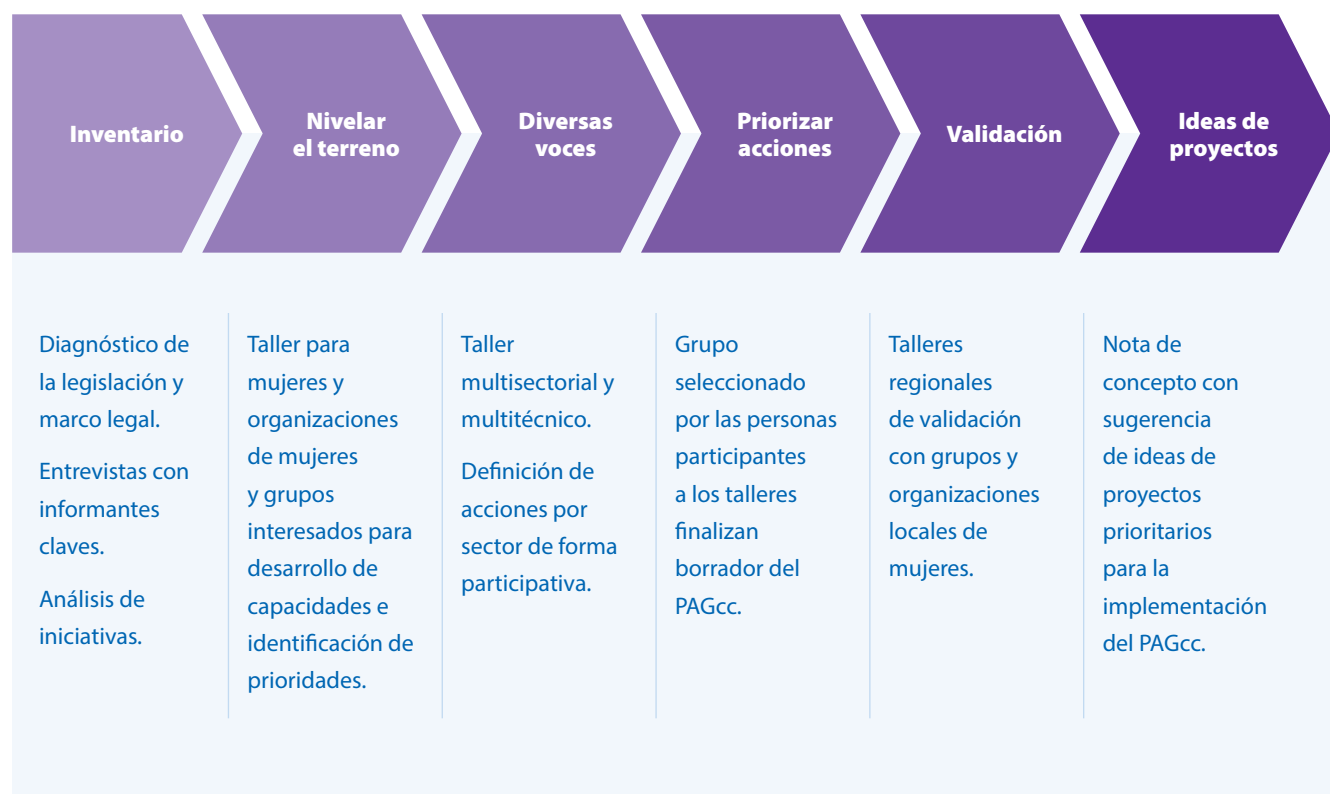 Inventario
Nivelar
el terreno
Diversas
voces
Priorizar
acciones
Validación
Ideas de
proyectos
Diagnóstico de
la legislación y
marco legal.
Entrevistas con
informantes
claves.
Análisis de
iniciativas.
Taller para
mujeres y
organizaciones
de mujeres
y grupos
interesados para
desarrollo de
capacidades e
identificación de
prioridades.
Taller
multisectorial y
multitécnico.
Definición de
acciones por
sector de forma
participativa.
Grupo
seleccionado
por las personas
participantes
a los talleres
finalizan
borrador del
PAGcc.
Talleres
regionales
de validación
con grupos y
organizaciones
locales de
mujeres.
Nota de
concepto con
sugerencia
de ideas de
proyectos
prioritarios
para la
implementación
del PAGcc.